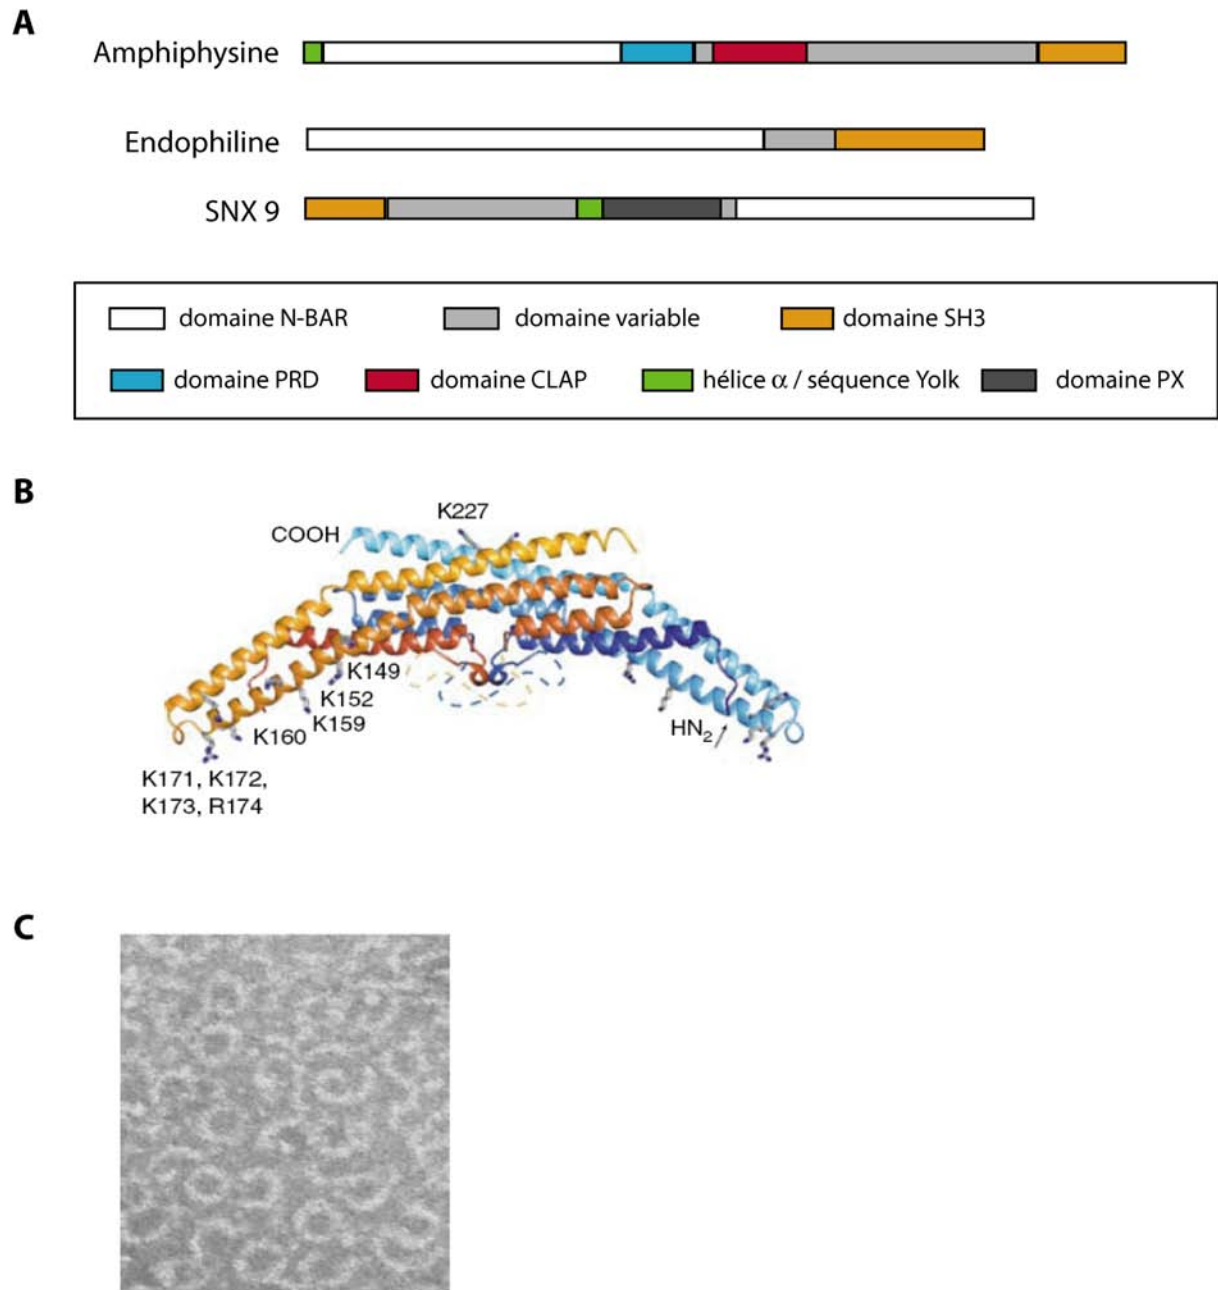 A
Amphiphysine
Endophiline
SNX 9
domaine N-BAR domaine variable domaine SH3
domaine PRD domaine CLAP hélice α / séquence Yolk domaine PX
B
K227
COOH
K149
K152
K159
K160
HN₂
K171, K172,
K173, R174
C